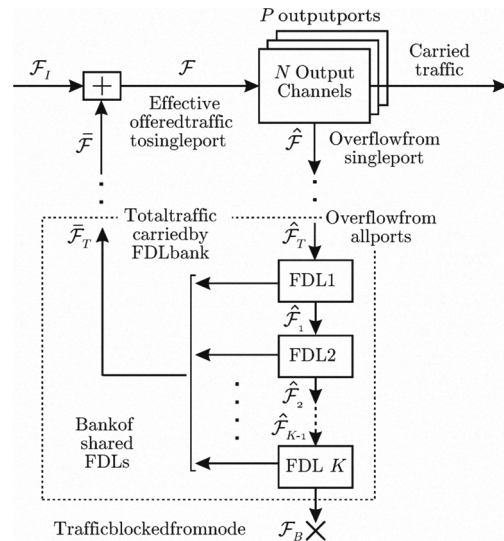 P outputports
Carried
traffic
𝓕_I
+
𝓕
N Output
Channels
Effective
offeredtraffic
tosingleport
𝓕̄
𝓕̂
Overflowfrom
singleport
Totaltraffic
carriedby
FDLbank
Overflowfrom
allports
𝓕̄_T
𝓕̂_T
FDL1
𝓕̂_1
FDL2
𝓕̂_2
𝓕̂_{K-1}
Bankof
shared
FDLs
FDL K
Trafficblockedfromnode
𝓕_B